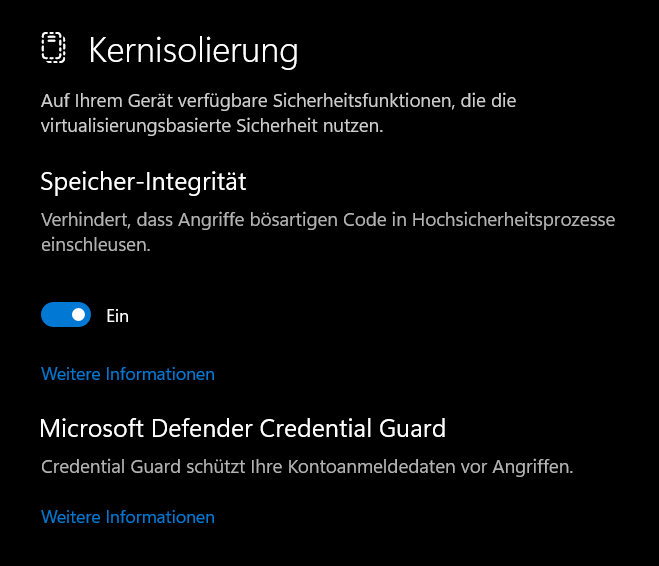 Kernisolierung
Auf Ihrem Gerät verfügbare Sicherheitsfunktionen, die die
virtualisierungsbasierte Sicherheit nutzen.
Speicher-Integrität
Verhindert, dass Angriffe bösartigen Code in Hochsicherheitsprozesse
einschleusen.
Ein
Weitere Informationen
Microsoft Defender Credential Guard
Credential Guard schützt Ihre Kontoanmeldedaten vor Angriffen.
Weitere Informationen